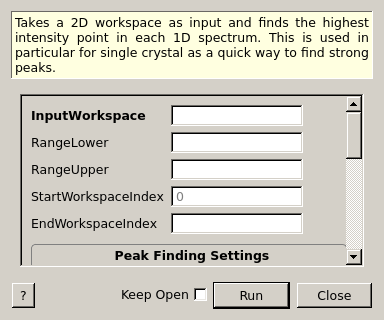 Takes a 2D workspace as input and finds the highest
intensity point in each 1D spectrum. This is used in
particular for single crystal as a quick way to find strong
peaks.
InputWorkspace
RangeLower
RangeUpper
StartWorkspaceIndex 0
EndWorkspaceIndex
Peak Finding Settings
? Keep Open Run Close